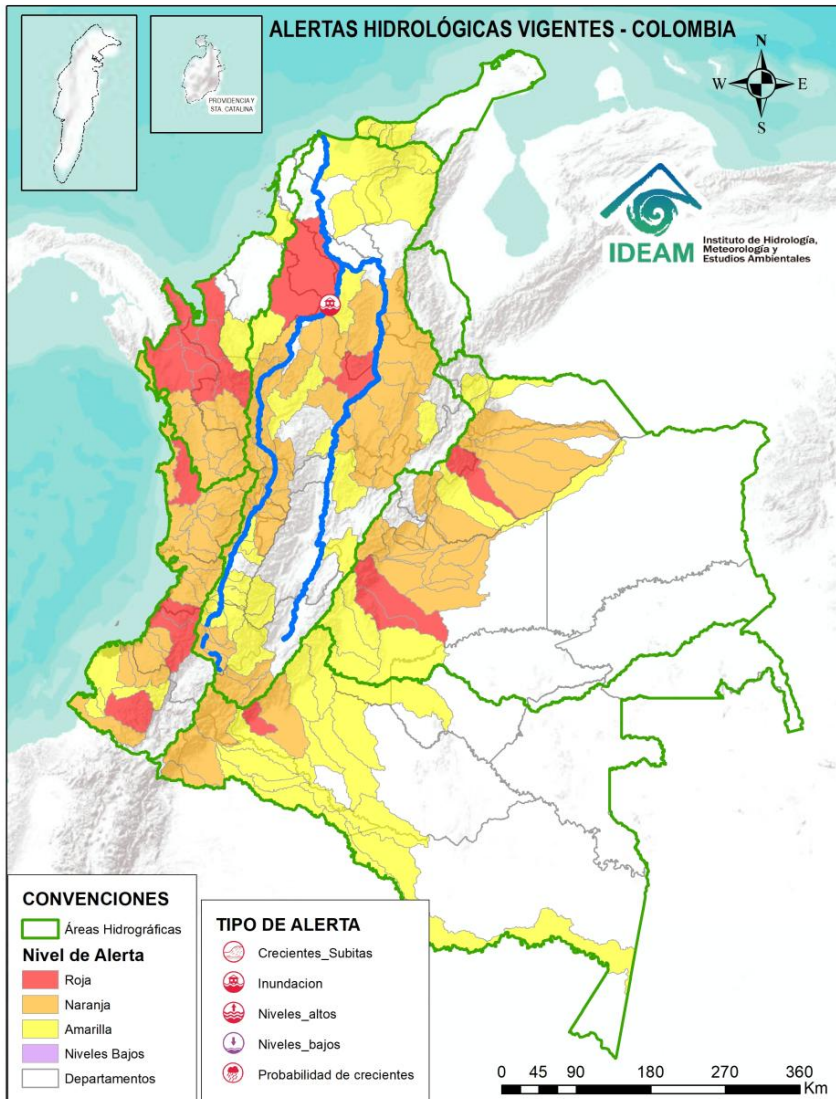 ALERTAS HIDROLÓGICAS VIGENTES - COLOMBIA
PROVIDENCIA Y
STA. CATALINA
N
W
E
S
IDEAM
Instituto de Hidrología,
Meteorología y
Estudios Ambientales
CONVENCIONES
Áreas Hidrográficas
Nivel de Alerta
Roja
Naranja
Amarilla
Niveles Bajos
Departamentos
TIPO DE ALERTA
Crecientes_Subitas
Inundacion
Niveles_altos
Niveles_bajos
Probabilidad de crecientes
0 45 90 180 270 360
Km